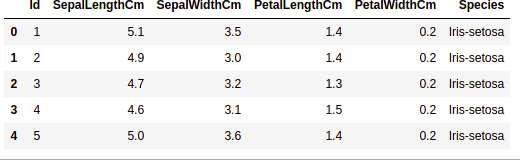 Id SepalLengthCm SepalWidthCm PetalLengthCm PetalWidthCm Species
0 1 5.1 3.5 1.4 0.2 Iris-setosa
1 2 4.9 3.0 1.4 0.2 Iris-setosa
2 3 4.7 3.2 1.3 0.2 Iris-setosa
3 4 4.6 3.1 1.5 0.2 Iris-setosa
4 5 5.0 3.6 1.4 0.2 Iris-setosa